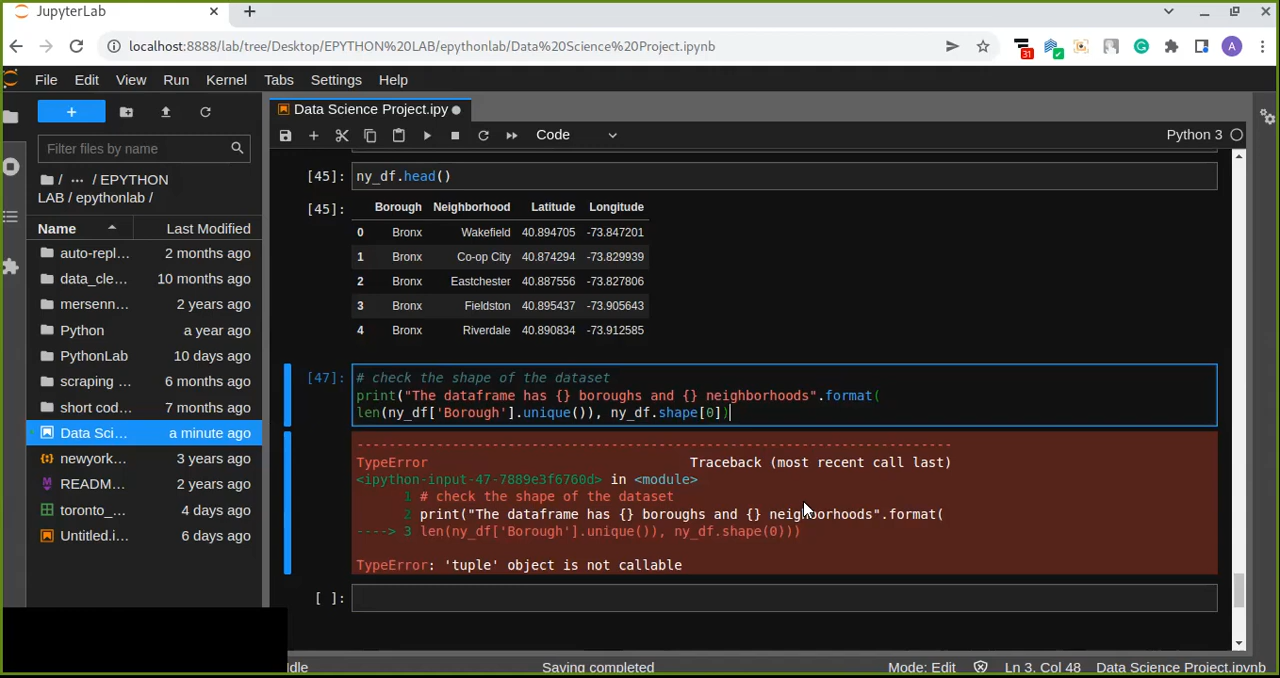 JupyterLab
localhost:8888/lab/tree/Desktop/EPYTHON%20LAB/epythonlab/Data%20Science%20Project.ipynb
31
A
File Edit View Run Kernel Tabs Settings Help
Data Science Project.ipy
Code
Python 3
Filter files by name
/ ··· / EPYTHON
LAB / epythonlab /
Name Last Modified
auto-repl... 2 months ago
data_cle... 10 months ago
mersenn... 2 years ago
Python a year ago
PythonLab 10 days ago
scraping ... 6 months ago
short cod... 7 months ago
Data Sci... a minute ago
newyork... 3 years ago
READM... 2 years ago
toronto_... 4 days ago
Untitled.i... 6 days ago
[45]: ny_df.head()
[45]: Borough Neighborhood Latitude Longitude
0 Bronx Wakefield 40.894705 -73.847201
1 Bronx Co-op City 40.874294 -73.829939
2 Bronx Eastchester 40.887556 -73.827806
3 Bronx Fieldston 40.895437 -73.905643
4 Bronx Riverdale 40.890834 -73.912585
[47]: # check the shape of the dataset
print("The dataframe has {} boroughs and {} neighborhoods".format(
len(ny_df['Borough'].unique()), ny_df.shape[0])
---------------------------------------------------------------------------
TypeError Traceback (most recent call last)
<ipython-input-47-7889e3f6760d> in <module>
1 # check the shape of the dataset
2 print("The dataframe has {} boroughs and {} neighborhoods".format(
----> 3 len(ny_df['Borough'].unique()), ny_df.shape(0)))
TypeError: 'tuple' object is not callable
[ ]:
Idle Saving completed Mode: Edit Ln 3, Col 48 Data Science Project.ipynb